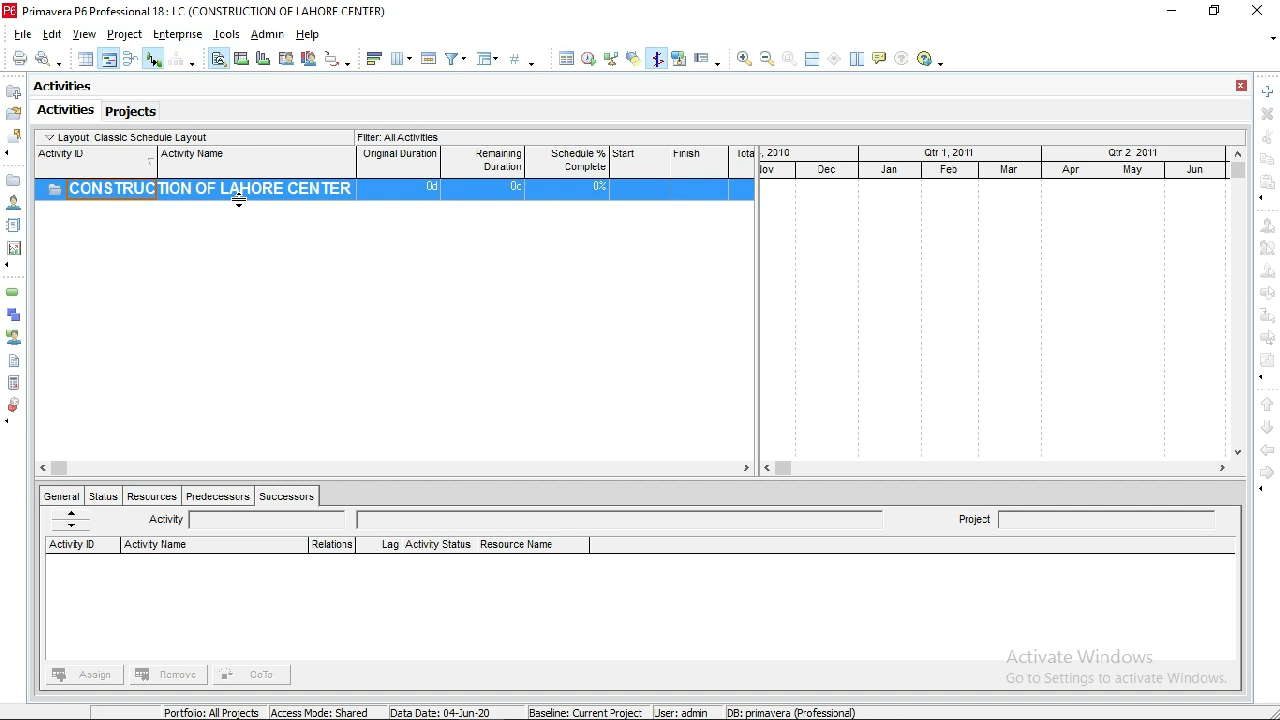 Primavera P6 Professional 18 : LC (CONSTRUCTION OF LAHORE CENTER)
File Edit View Project Enterprise Tools Admin Help
Activities
Activities Projects
Layout: Classic Schedule Layout Filter: All Activities
Activity ID Activity Name Original Duration Remaining Duration Schedule % Complete Start Finish Total , 2010 Qtr 1, 2011 Qtr 2, 2011
Nov Dec Jan Feb Mar Apr May Jun
CONSTRUCTION OF LAHORE CENTER 0d 0d 0%
General Status Resources Predecessors Successors
Activity Project
Activity ID Activity Name Relations Lag Activity Status Resource Name
Assign Remove GoTo
Activate Windows
Go to Settings to activate Windows.
Portfolio: All Projects Access Mode: Shared Data Date: 04-Jun-20 Baseline: Current Project User: admin DB: primavera (Professional)